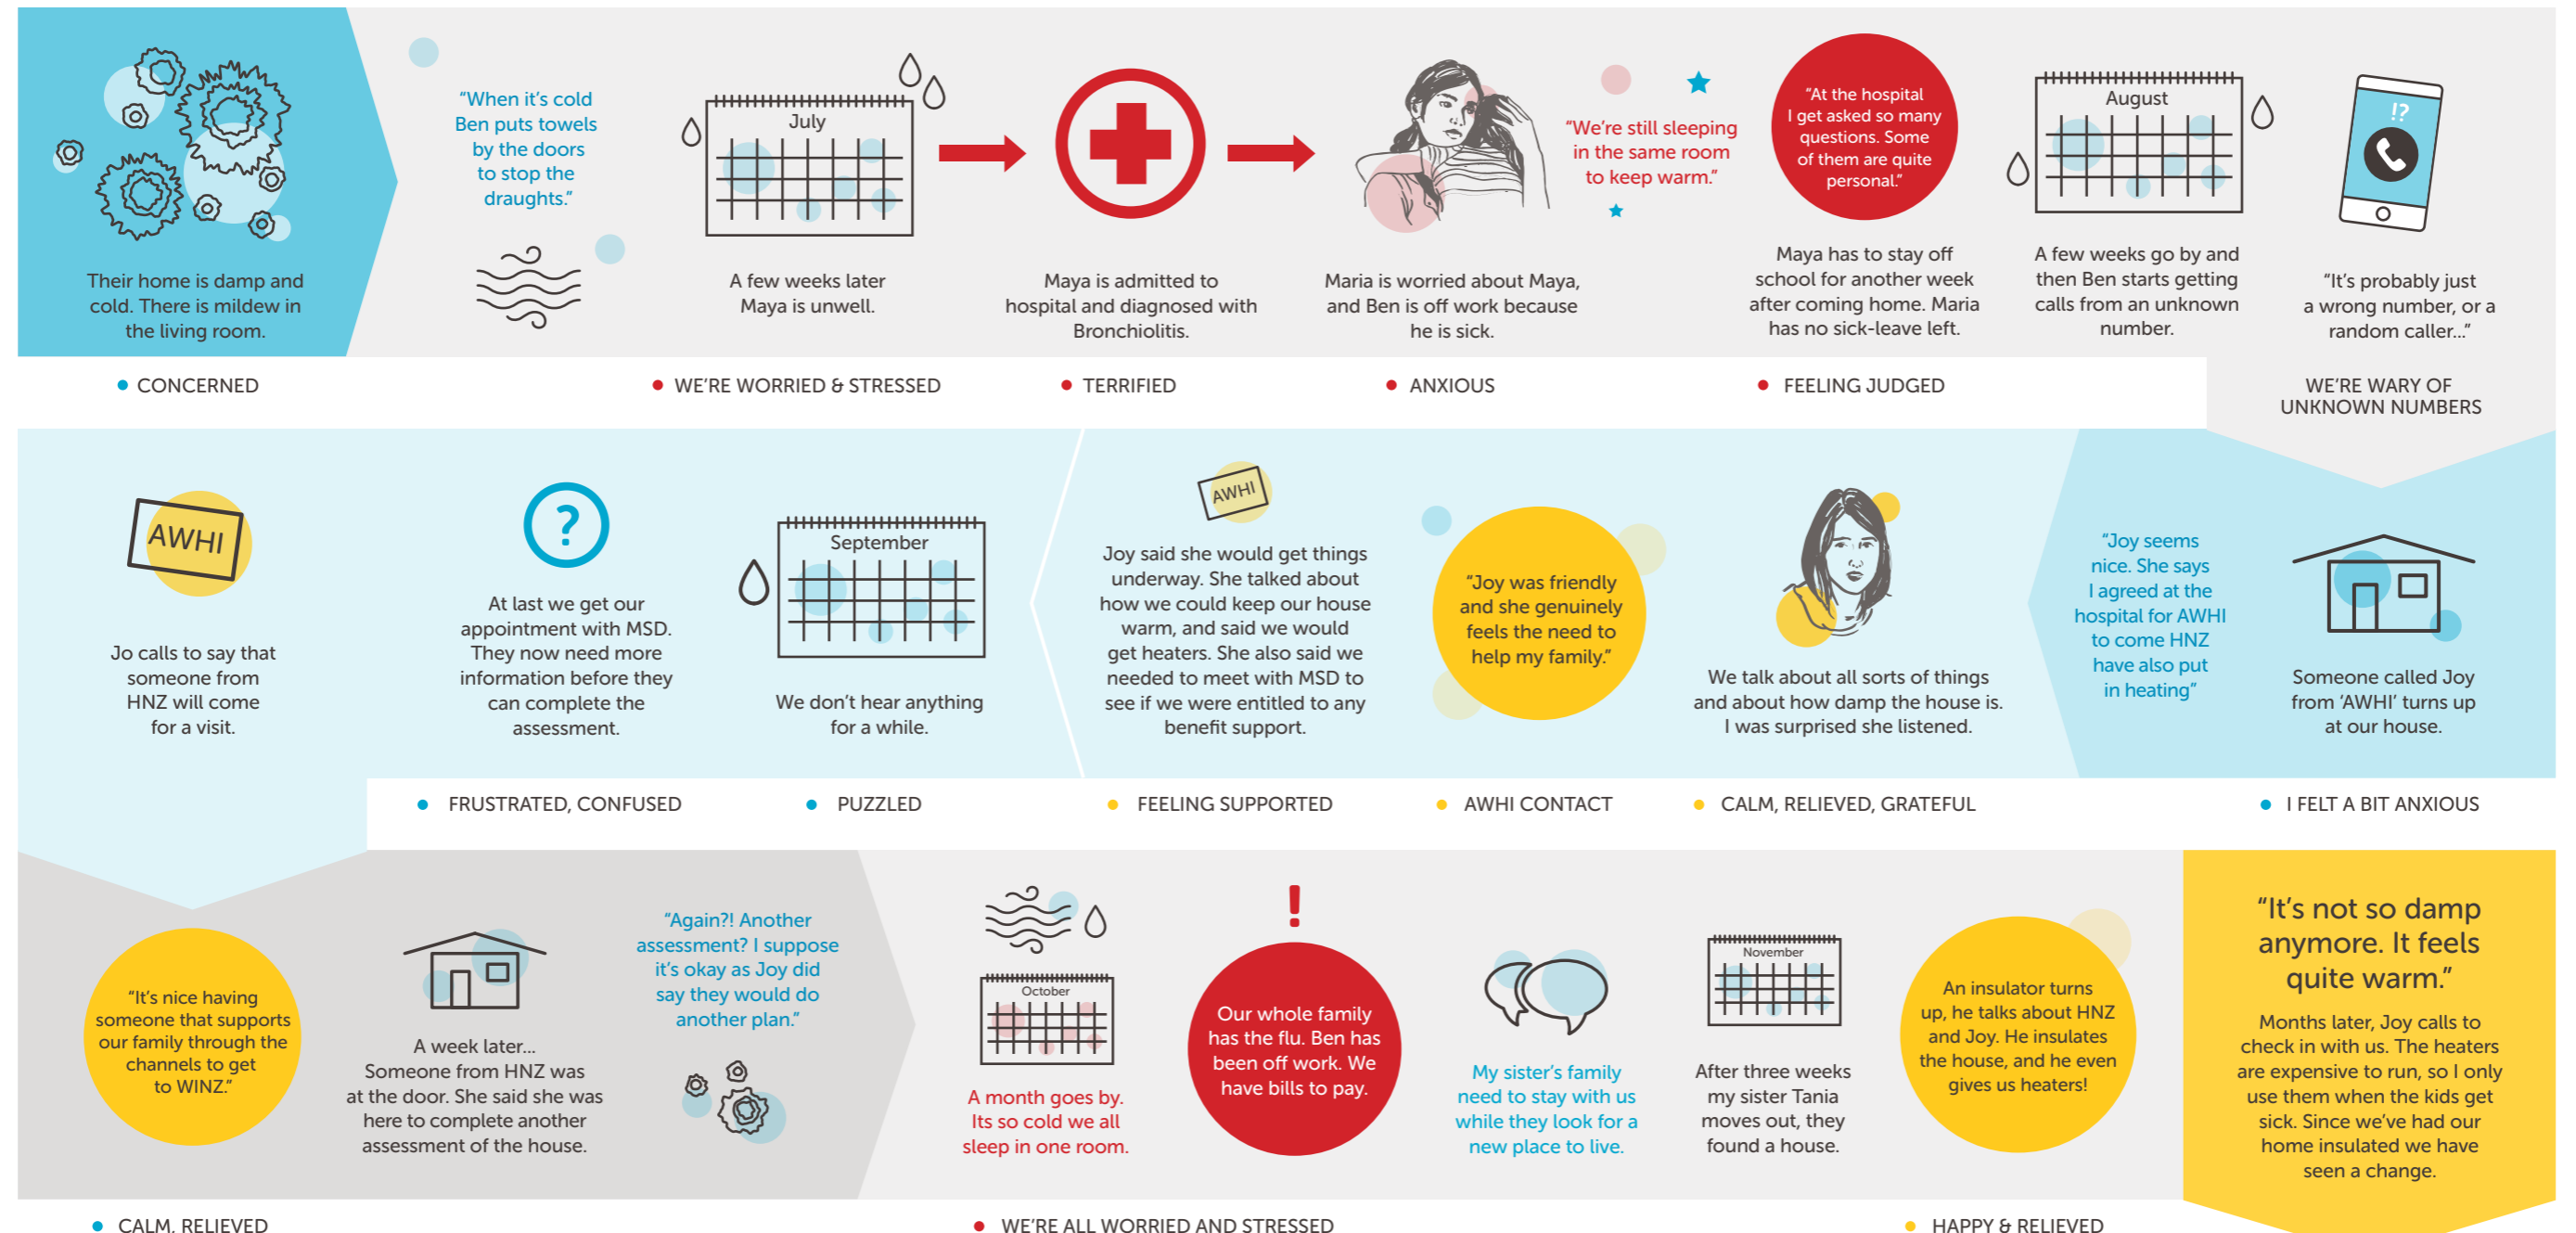 “When it’s cold
Ben puts towels
by the doors
to stop the
draughts.”
July
“We’re still sleeping
in the same room
to keep warm.”
“At the hospital
I get asked so many
questions. Some
of them are quite
personal.”
August
!?
Their home is damp and
cold. There is mildew in
the living room.
A few weeks later
Maya is unwell.
Maya is admitted to
hospital and diagnosed with
Bronchiolitis.
Maria is worried about Maya,
and Ben is off work because
he is sick.
Maya has to stay off
school for another week
after coming home. Maria
has no sick-leave left.
A few weeks go by and
then Ben starts getting
calls from an unknown
number.
“It’s probably just
a wrong number, or a
random caller...”
CONCERNED
WE’RE WORRIED & STRESSED
TERRIFIED
ANXIOUS
FEELING JUDGED
WE’RE WARY OF
UNKNOWN NUMBERS
Someone called Joy
from ‘AWHI’ turns up
at our house.
“Joy seems
nice. She says
I agreed at the
hospital for AWHI
to come HNZ
have also put
in heating”
We talk about all sorts of things
and about how damp the house is.
I was surprised she listened.
“Joy was friendly
and she genuinely
feels the need to
help my family.”
AWHI
Joy said she would get things
underway. She talked about
how we could keep our house
warm, and said we would
get heaters. She also said we
needed to meet with MSD to
see if we were entitled to any
benefit support.
September
We don’t hear anything
for a while.
?
At last we get our
appointment with MSD.
They now need more
information before they
can complete the
assessment.
AWHI
Jo calls to say that
someone from
HNZ will come
for a visit.
I FELT A BIT ANXIOUS
CALM, RELIEVED, GRATEFUL
AWHI CONTACT
FEELING SUPPORTED
PUZZLED
FRUSTRATED, CONFUSED
“It’s nice having
someone that supports
our family through the
channels to get
to WINZ.”
A week later...
Someone from HNZ was
at the door. She said she was
here to complete another
assessment of the house.
“Again?! Another
assessment? I suppose
it’s okay as Joy did
say they would do
another plan.”
October
A month goes by.
Its so cold we all
sleep in one room.
!
Our whole family
has the flu. Ben has
been off work. We
have bills to pay.
My sister’s family
need to stay with us
while they look for a
new place to live.
November
After three weeks
my sister Tania
moves out, they
found a house.
An insulator turns
up, he talks about HNZ
and Joy. He insulates
the house, and he even
gives us heaters!
“It’s not so damp
anymore. It feels
quite warm.”
Months later, Joy calls to
check in with us. The heaters
are expensive to run, so I only
use them when the kids get
sick. Since we’ve had our
home insulated we have
seen a change.
CALM, RELIEVED
WE’RE ALL WORRIED AND STRESSED
HAPPY & RELIEVED